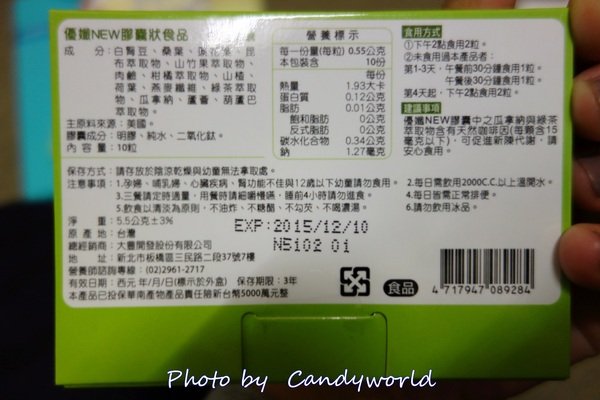 優孅NEW膠囊狀食品
成　　分：白腎豆、桑葉、玫瑰花、昆
布萃取物、山竹果萃取物、
肉鹼、柑橘萃取物、山楂、
荷葉、燕麥纖維、綠茶萃取
物、瓜拿納、蘆薈、葫蘆巴
萃取物。
主原料來源：美國。
膠囊成分：明膠、純水、二氧化鈦。
內 容 量：10粒
營養標示
每一份量(每粒) 0.55公克
本包裝含 10份
每份
熱量 1.93大卡
蛋白質 0.12公克
脂肪 0.01公克
飽和脂肪 0公克
反式脂肪 0公克
碳水化合物 0.34公克
鈉 1.27毫克
食用方式
①下午2點食用2粒。
②未食用過本產品者：
第1-3天，午餐前30分鐘食用1粒，
午餐後30分鐘食用1粒。
第4天起，下午2點食用2粒。
建議事項
優孅NEW膠囊中之瓜拿納與綠茶
萃取物含有天然咖啡因(每顆含15
毫克以下)，可促進新陳代謝，請
安心食用。
保存方式：請存放於陰涼乾燥與幼童無法拿取處。
注意事項：1.孕婦、哺乳婦、心臟疾病、腎功能不佳與12歲以下幼童請勿食用。 2.每日需飲用2000C.C.以上溫開水。
3.三餐請定時適量，用餐時請細嚼慢嚥，睡前4小時請勿進食。 4.每日皆需正常排便。
5.飲食以清淡為原則，不油炸、不糖醋、不勾芡、不喝濃湯。 6.請勿飲用冰品。
淨　　重：5.5公克±3%
原 產 地：台灣
總經銷商：大豐開發股份有限公司
地　　址：新北市板橋區三民路二段37號7樓
營養師諮詢專線：(02)2961-2717
有效日期：西元 年/月/日(標示於外盒)　保存期限：3年
本產品已投保華南產物產品責任險新台幣5000萬元整
EXP:2015/12/10
N5102 01
食品
4 717947 089284
Photo by Candyworld